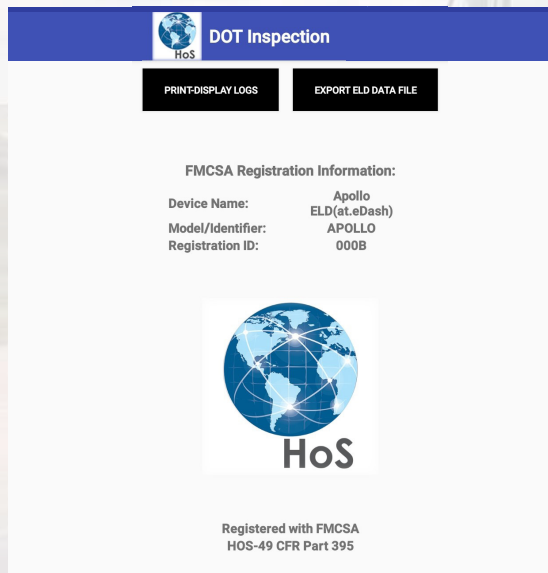 HoS
DOT Inspection
PRINT-DISPLAY LOGS
EXPORT ELD DATA FILE
FMCSA Registration Information:
Device Name:
Apollo
ELD(at.eDash)
Model/Identifier:
APOLLO
Registration ID:
000B
HoS
Registered with FMCSA
HOS-49 CFR Part 395